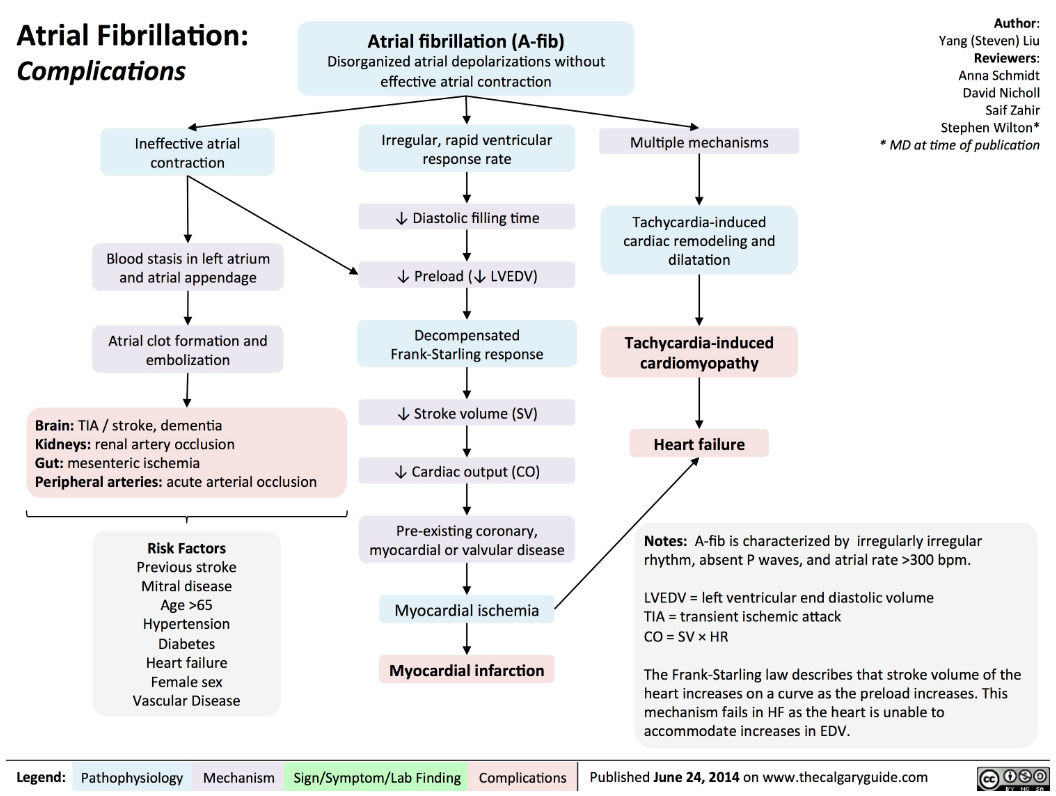 Atrial Fibrillation:
Complications
Atrial fibrillation (A-fib)
Disorganized atrial depolarizations without
effective atrial contraction
Author:
Yang (Steven) Liu
Reviewers:
Anna Schmidt
David Nicholl
Saif Zahir
Stephen Wilton*
* MD at time of publication
Ineffective atrial
contraction
Blood stasis in left atrium
and atrial appendage
Atrial clot formation and
embolization
Brain: TIA / stroke, dementia
Kidneys: renal artery occlusion
Gut: mesenteric ischemia
Peripheral arteries: acute arterial occlusion
Risk Factors
Previous stroke
Mitral disease
Age >65
Hypertension
Diabetes
Heart failure
Female sex
Vascular Disease
Irregular, rapid ventricular
response rate
↓ Diastolic filling time
↓ Preload (↓ LVEDV)
Decompensated
Frank-Starling response
↓ Stroke volume (SV)
↓ Cardiac output (CO)
Pre-existing coronary,
myocardial or valvular disease
Myocardial ischemia
Myocardial infarction
Multiple mechanisms
Tachycardia-induced
cardiac remodeling and
dilatation
Tachycardia-induced
cardiomyopathy
Heart failure
Notes: A-fib is characterized by irregularly irregular
rhythm, absent P waves, and atrial rate >300 bpm.
LVEDV = left ventricular end diastolic volume
TIA = transient ischemic attack
CO = SV × HR
The Frank-Starling law describes that stroke volume of the
heart increases on a curve as the preload increases. This
mechanism fails in HF as the heart is unable to
accommodate increases in EDV.
Legend: Pathophysiology Mechanism Sign/Symptom/Lab Finding Complications Published June 24, 2014 on www.thecalgaryguide.com
cc
BY NC SA